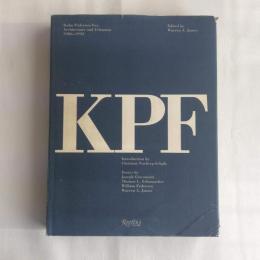 Kohn Pedersen Fox
Architecture and Urbanism
1986–1992
Edited by
Warren A. James
KPF
Introduction by
Christian Norberg-Schulz
Essays by
Joseph Giovannini
Thomas L. Schumacher
William Pedersen
Warren A. James
Rizzoli